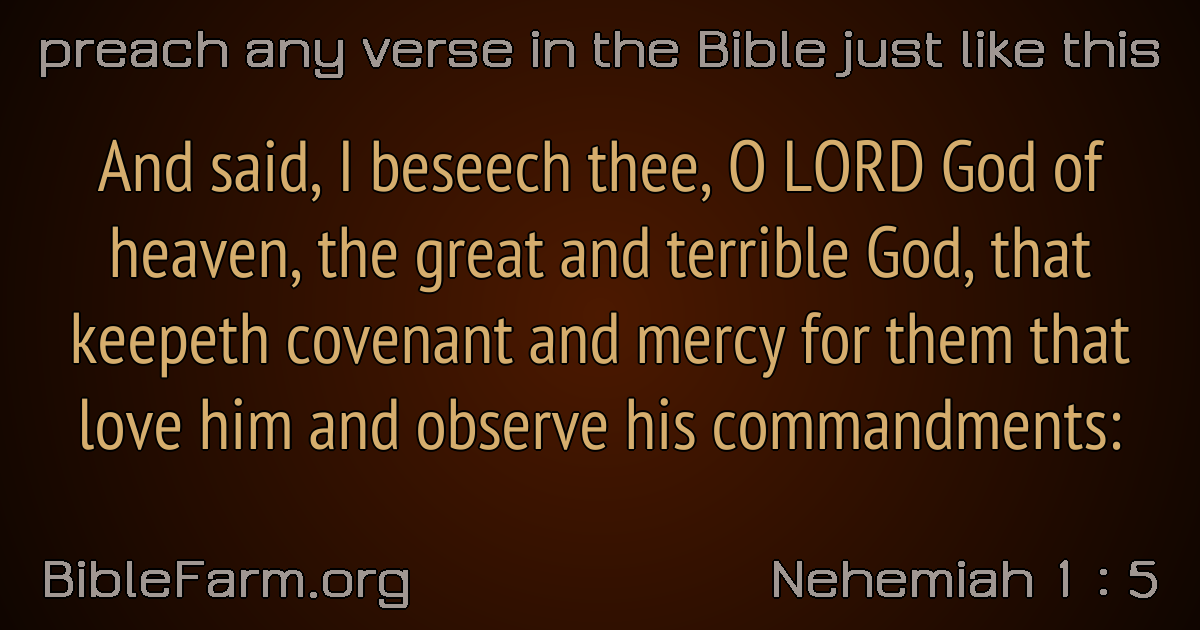 preach any verse in the Bible just like this
And said, I beseech thee, O LORD God of
heaven, the great and terrible God, that
keepeth covenant and mercy for them that
love him and observe his commandments:
BibleFarm.org
Nehemiah 1 : 5